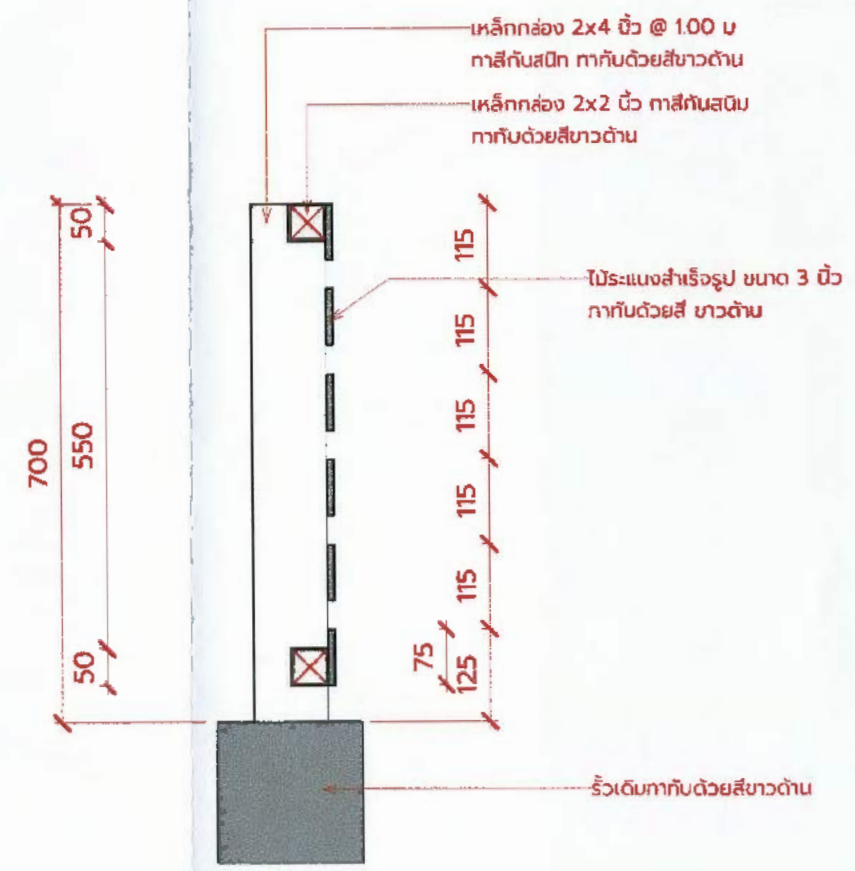 เหล็กกล่อง 2x4 นิ้ว @ 1.00 ม
ทาสีกันสนิท ทาทับด้วยสีขาวด้าน
เหล็กกล่อง 2x2 นิ้ว ทาสีกันสนิม
ทาทับด้วยสีขาวด้าน
50
115
ไม้ระแนงสำเร็จรูป ขนาด 3 นิ้ว
ทาทับด้วยสี ขาวด้าน
115
115
700
550
115
115
50
75
125
รั้วเดิมทาทับด้วยสีขาวด้าน